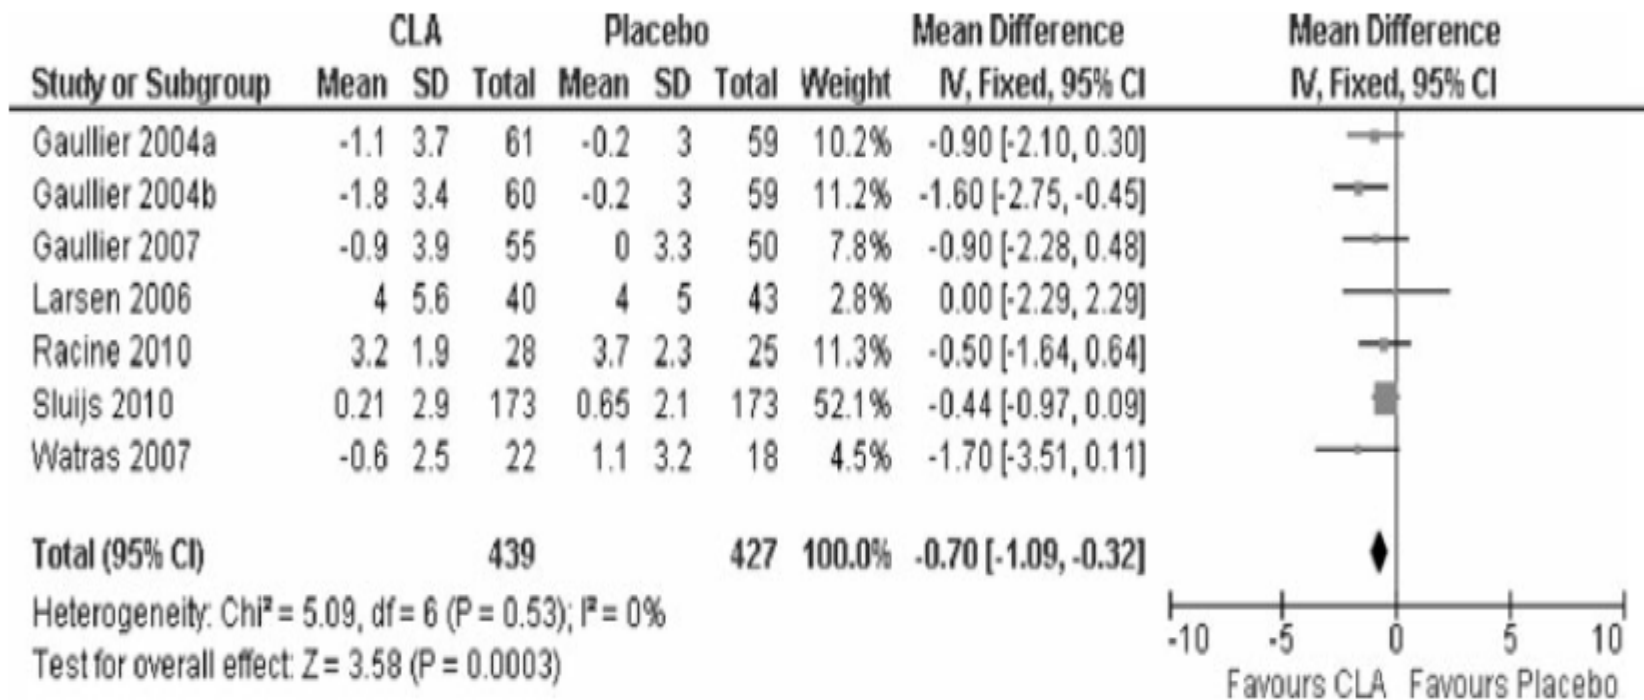 CLA Placebo Mean Difference Mean Difference
Study or Subgroup Mean SD Total Mean SD Total Weight IV, Fixed, 95% CI IV, Fixed, 95% CI
Gaullier 2004a -1.1 3.7 61 -0.2 3 59 10.2% -0.90 [-2.10, 0.30]
Gaullier 2004b -1.8 3.4 60 -0.2 3 59 11.2% -1.60 [-2.75, -0.45]
Gaullier 2007 -0.9 3.9 55 0 3.3 50 7.8% -0.90 [-2.28, 0.48]
Larsen 2006 4 5.6 40 4 5 43 2.8% 0.00 [-2.29, 2.29]
Racine 2010 3.2 1.9 28 3.7 2.3 25 11.3% -0.50 [-1.64, 0.64]
Sluijs 2010 0.21 2.9 173 0.65 2.1 173 52.1% -0.44 [-0.97, 0.09]
Watras 2007 -0.6 2.5 22 1.1 3.2 18 4.5% -1.70 [-3.51, 0.11]
Total (95% CI) 439 427 100.0% -0.70 [-1.09, -0.32]
Heterogeneity: Chi² = 5.09, df = 6 (P = 0.53); I² = 0%
Test for overall effect: Z = 3.58 (P = 0.0003)
-10 -5 0 5 10
Favours CLA Favours Placebo